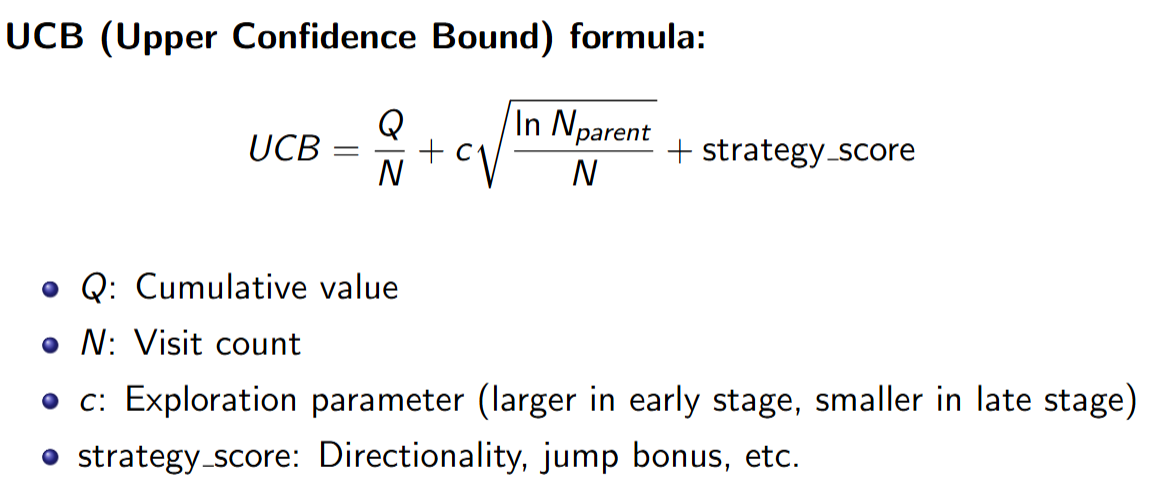 UCB (Upper Confidence Bound) formula:
UCB = Q/N + c√(ln N_parent/N) + strategy_score
Q: Cumulative value
N: Visit count
c: Exploration parameter (larger in early stage, smaller in late stage)
strategy_score: Directionality, jump bonus, etc.